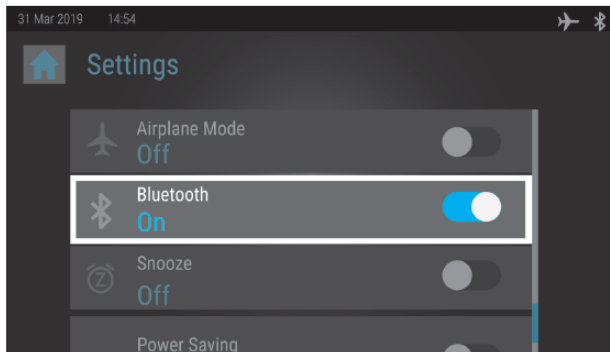 31 Mar 2019 14:54
Settings
Airplane Mode
Off
Bluetooth
On
Snooze
Off
Power Saving